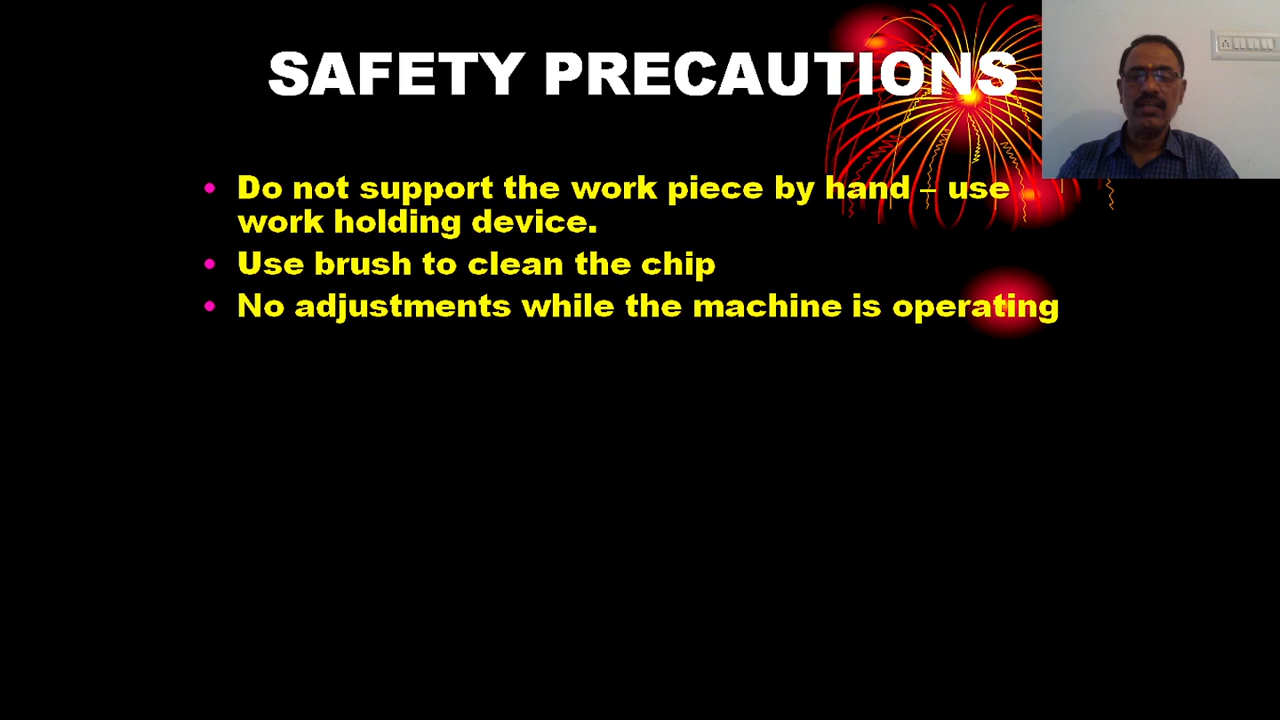 SAFETY PRECAUTIONS
• Do not support the work piece by hand – use
work holding device.
• Use brush to clean the chip
• No adjustments while the machine is operating